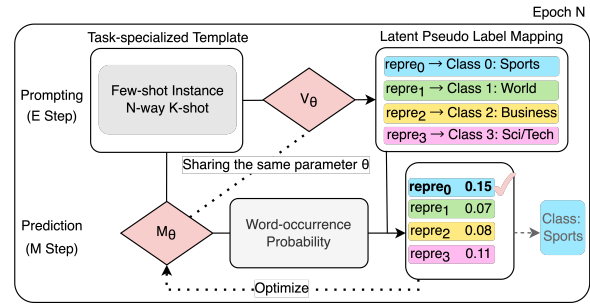 Epoch N
Task-specialized Template
Latent Pseudo Label Mapping
Prompting
(E Step)
Few-shot Instance
N-way K-shot
Vθ
repre0 → Class 0: Sports
repre1 → Class 1: World
repre2 → Class 2: Business
repre3 → Class 3: Sci/Tech
Sharing the same parameter θ
Prediction
(M Step)
Mθ
Word-occurrence
Probability
repre0 0.15
repre1 0.07
repre2 0.08
repre3 0.11
Class:
Sports
Optimize